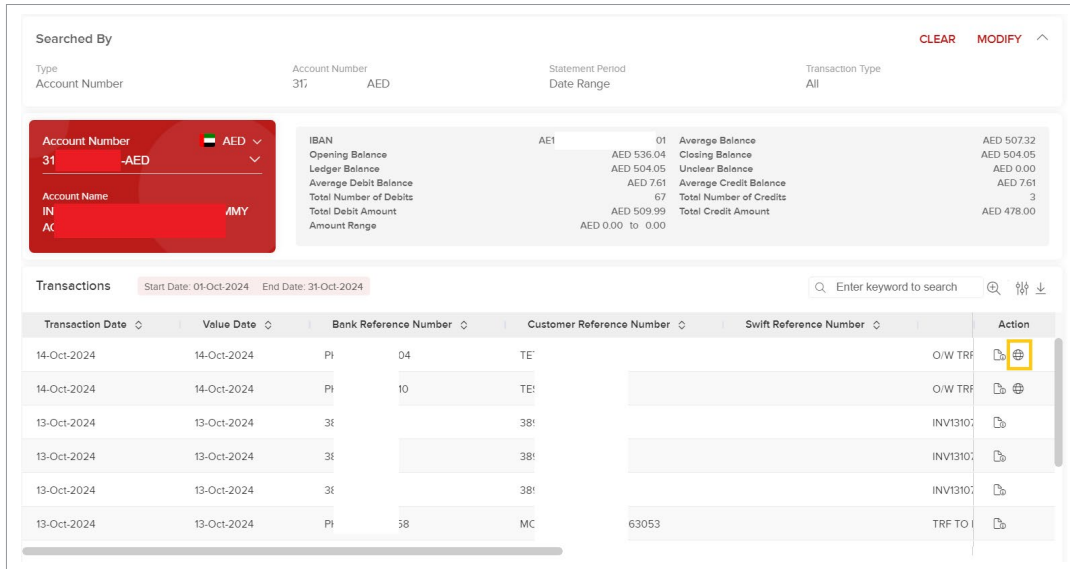 Searched By CLEAR MODIFY
Type Account Number Statement Period Transaction Type
Account Number 317 AED Date Range All
Account Number AED
31 -AED
Account Name
IN MMY
AC
IBAN AE1 01 Average Balance AED 507.32
Opening Balance AED 536.04 Closing Balance AED 504.05
Ledger Balance AED 504.05 Unclear Balance AED 0.00
Average Debit Balance AED 7.61 Average Credit Balance AED 7.61
Total Number of Debits 67 Total Number of Credits 3
Total Debit Amount AED 509.99 Total Credit Amount AED 478.00
Amount Range AED 0.00 to 0.00
Transactions Start Date: 01-Oct-2024 End Date: 31-Oct-2024 Enter keyword to search
Transaction Date Value Date Bank Reference Number Customer Reference Number Swift Reference Number Action
14-Oct-2024 14-Oct-2024 04 O/W TRF
14-Oct-2024 14-Oct-2024 10 O/W TRF
13-Oct-2024 13-Oct-2024 38 389 INV13107
13-Oct-2024 13-Oct-2024 38 389 INV13107
13-Oct-2024 13-Oct-2024 38 389 INV13107
13-Oct-2024 13-Oct-2024 58 MC 63053 TRF TO